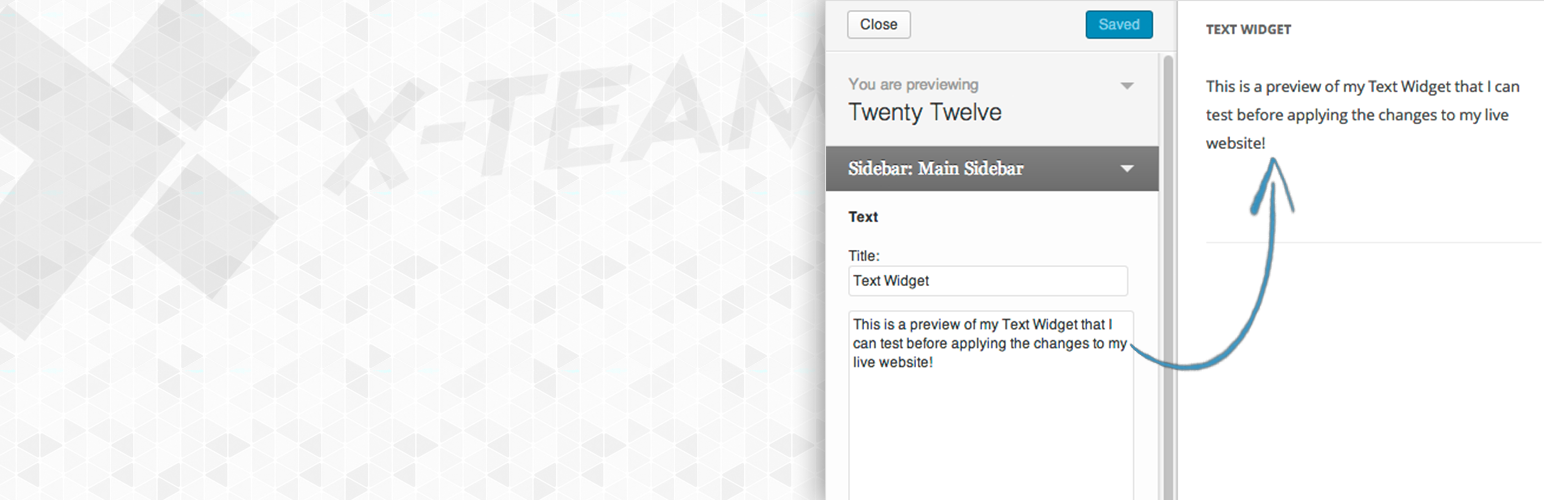 X-TEAM
Close
Saved
You are previewing
Twenty Twelve
Sidebar: Main Sidebar
Text
Title:
Text Widget
This is a preview of my Text Widget that I
can test before applying the changes to my
live website!
TEXT WIDGET
This is a preview of my Text Widget that I can
test before applying the changes to my live
website!